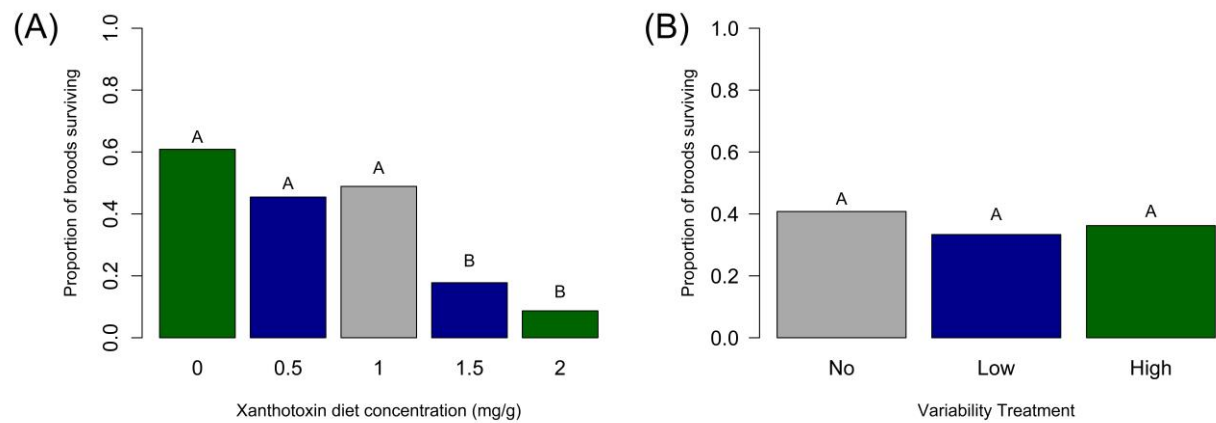 (A)
Proportion of broods surviving
1.0
0.8
0.6
0.4
0.2
0.0
A
A
A
B
B
0 0.5 1 1.5 2
Xanthotoxin diet concentration (mg/g)
(B)
Proportion of broods surviving
1.0
0.8
0.6
0.4
0.2
0.0
A
A
A
No Low High
Variability Treatment